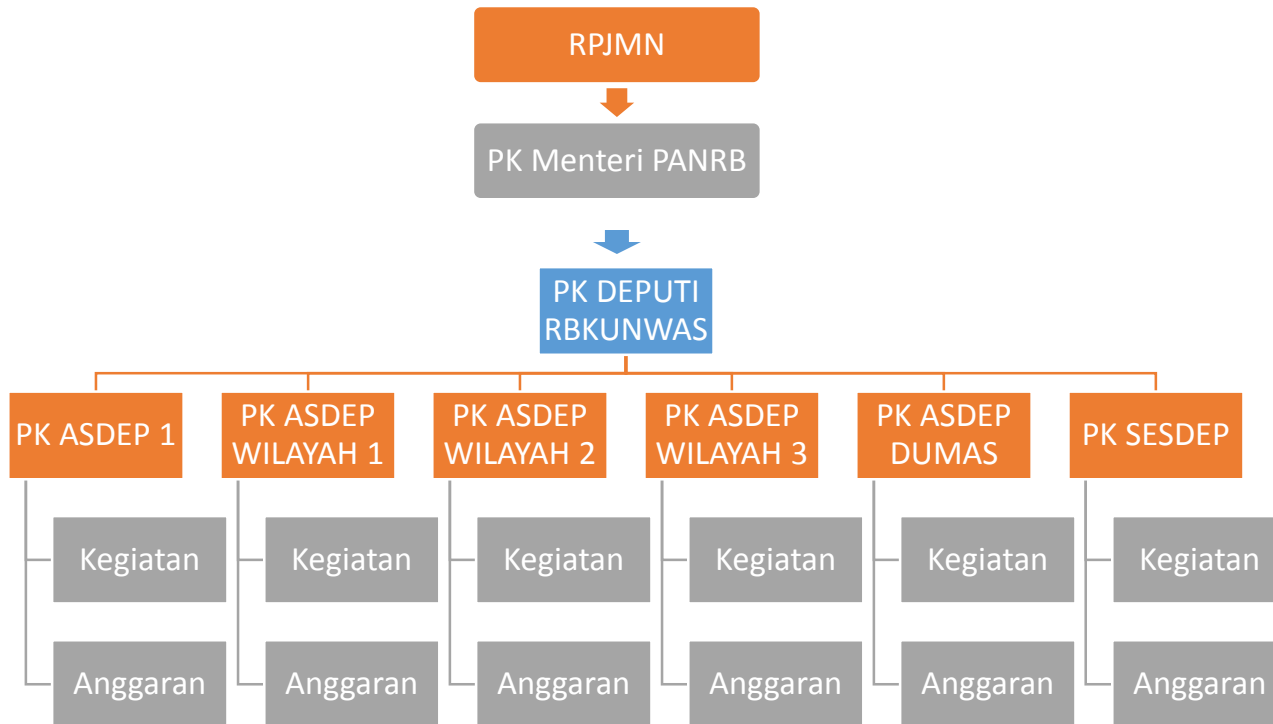 RPJMN
PK Menteri PANRB
PK DEPUTI
RBKUNWAS
PK ASDEP 1
PK ASDEP
WILAYAH 1
PK ASDEP
WILAYAH 2
PK ASDEP
WILAYAH 3
PK ASDEP
DUMAS
PK SESDEP
Kegiatan
Kegiatan
Kegiatan
Kegiatan
Kegiatan
Kegiatan
Anggaran
Anggaran
Anggaran
Anggaran
Anggaran
Anggaran